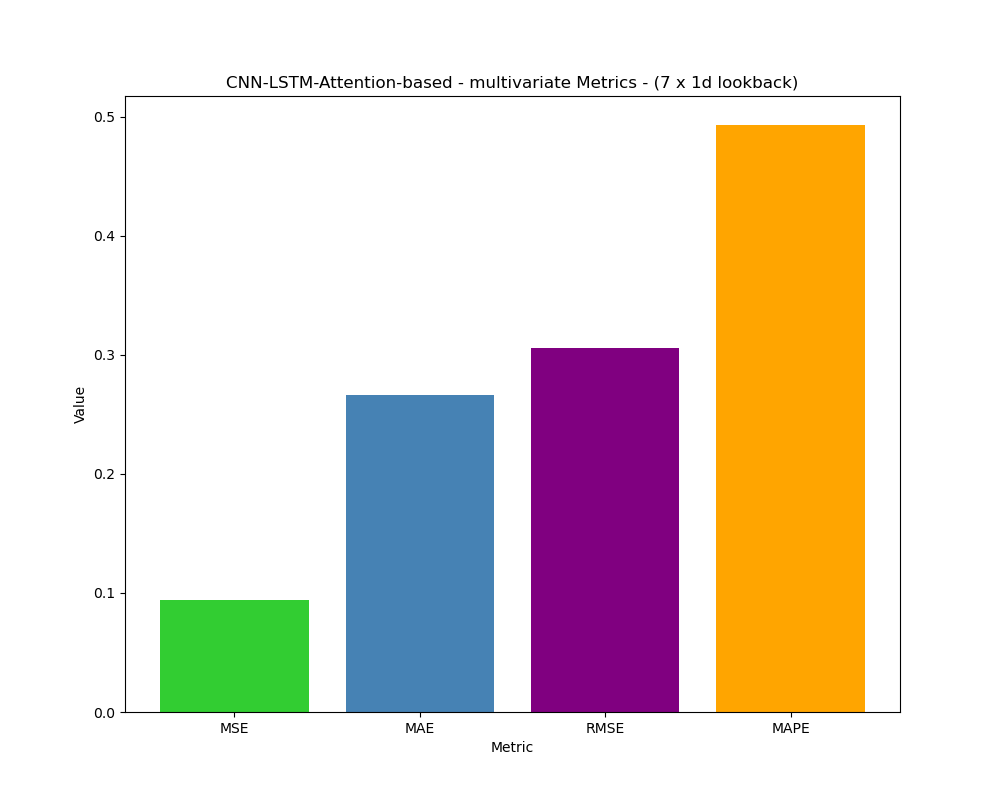 CNN-LSTM-Attention-based - multivariate Metrics - (7 x 1d lookback)
0.5
0.4
0.3
0.2
0.1
0.0
Value
MSE MAE RMSE MAPE
Metric